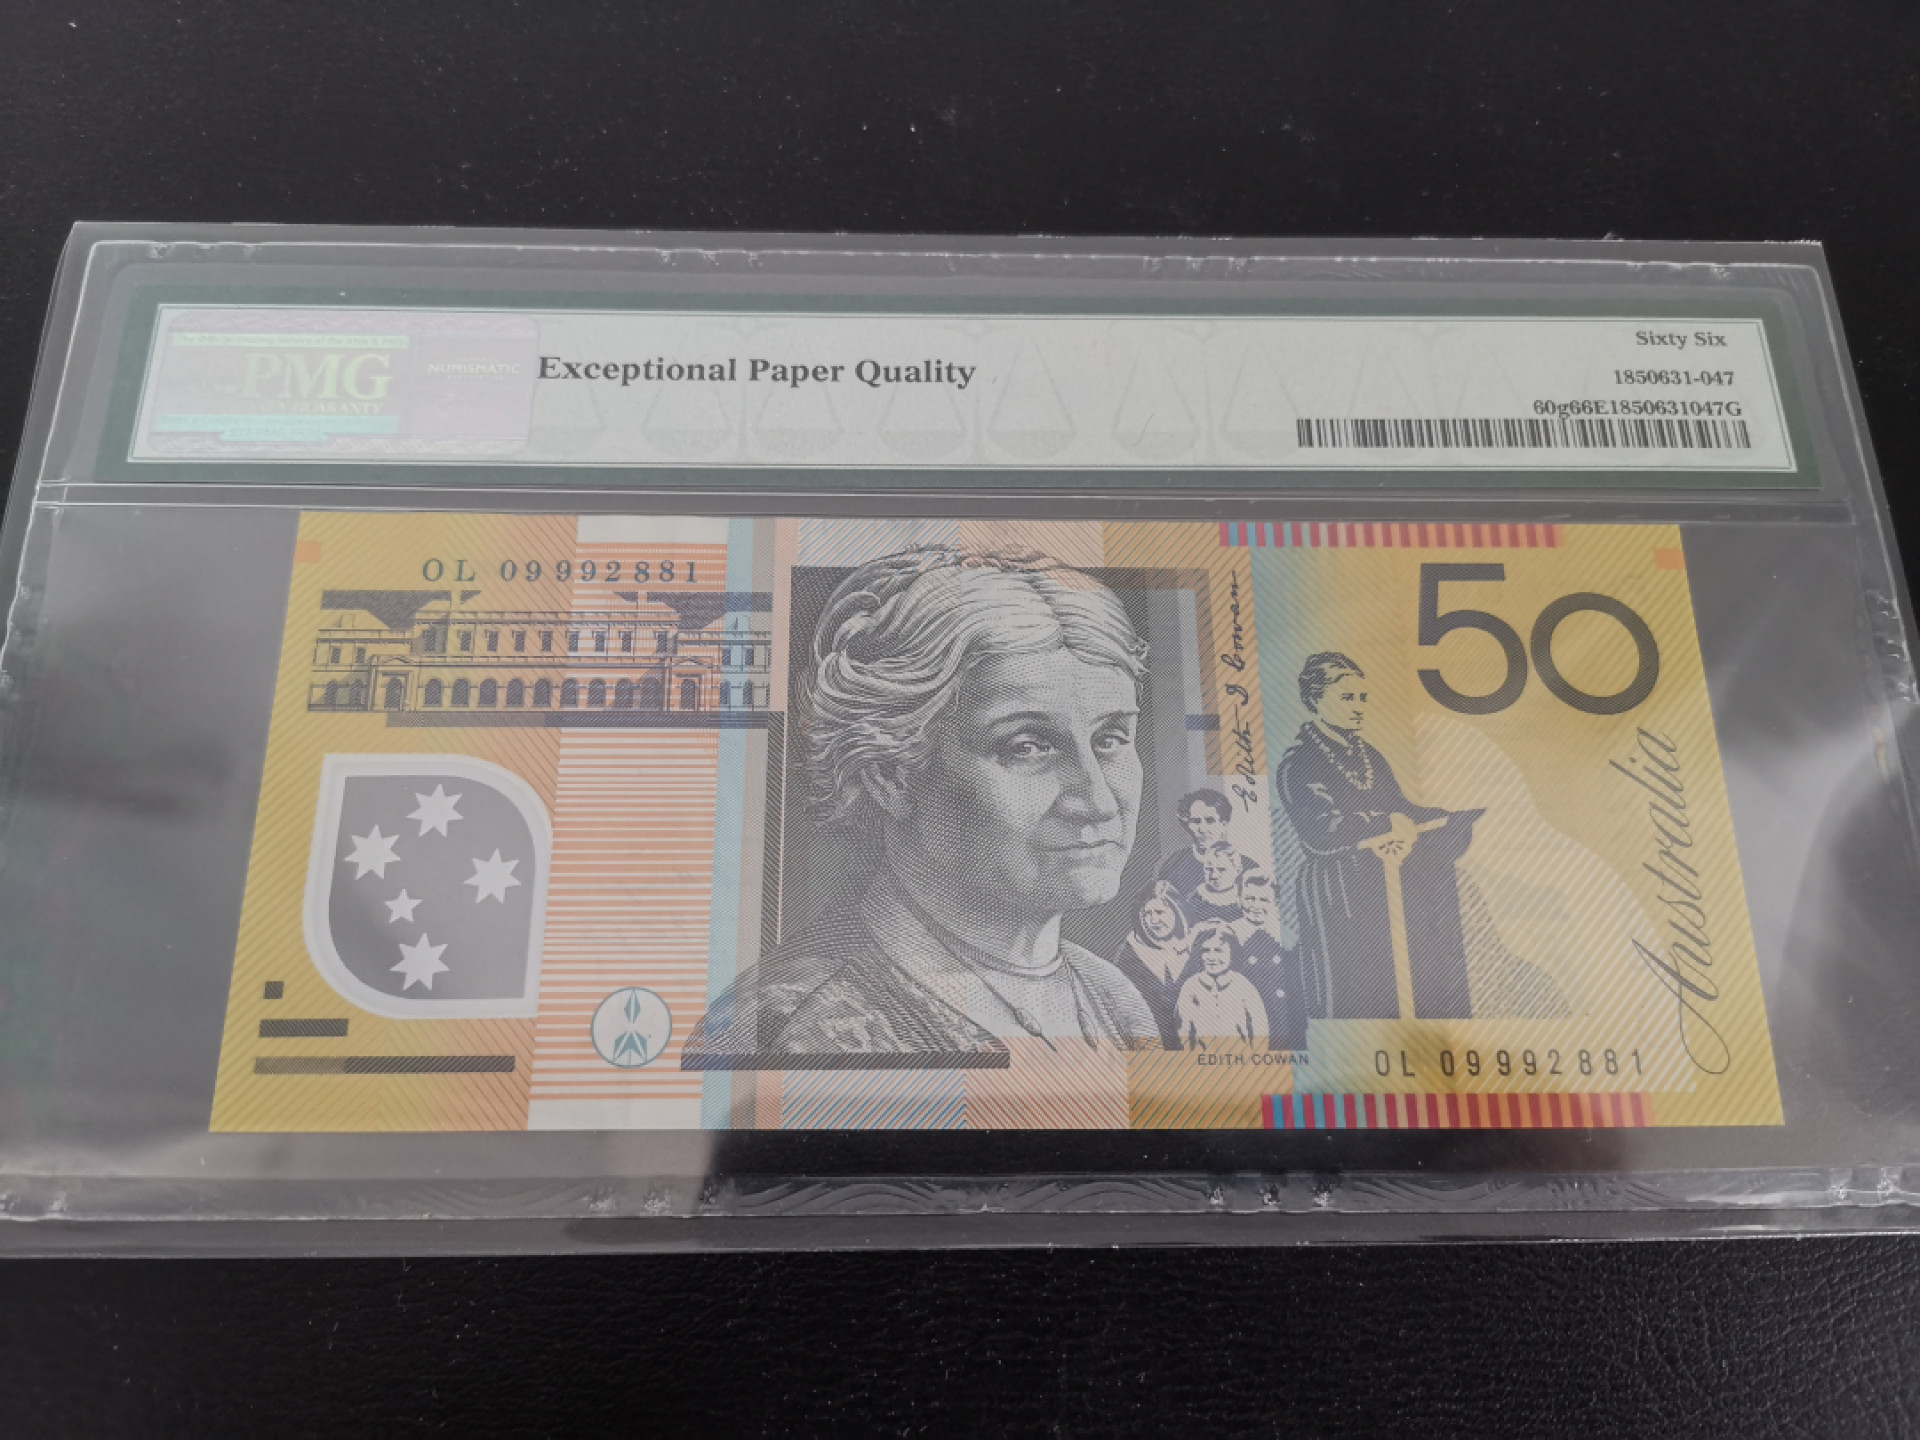 PMG
NUMISMATIC
Exceptional Paper Quality
Sixty Six
1850631-047
60g66E1850631047G
OL 09992881
50
Edith D Cowan
Australia
EDITH COWAN
OL 09992881